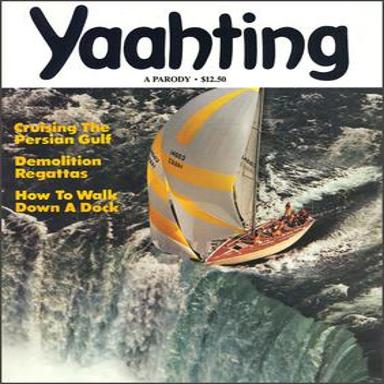 Yaahting
A PARODY • $12.50
Cruising The
Persian Gulf
Demolition
Regattas
How To Walk
Down A Dock